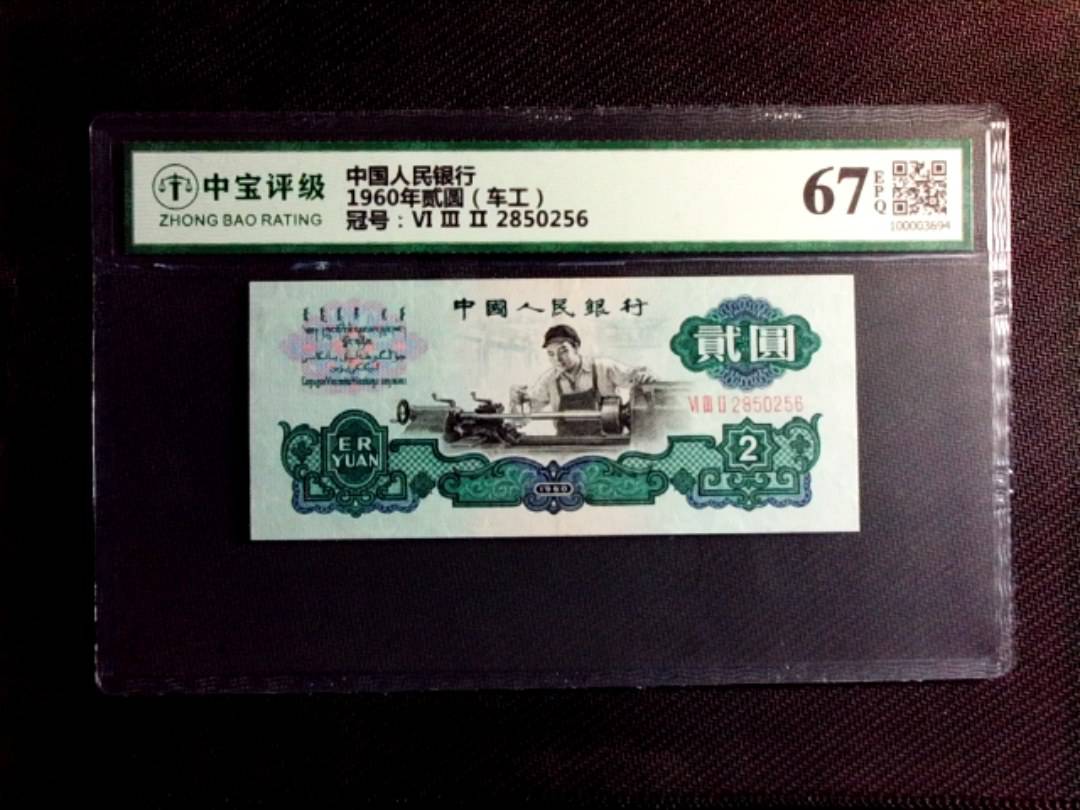 中宝评级
ZHONG BAO RATING
中国人民银行
1960年贰圆（车工）
冠号：Ⅵ Ⅲ Ⅱ 2850256
67
EPQ
100003694
中國人民銀行
貳圓
Ⅵ Ⅲ Ⅱ 2850256
ER
YUAN
2
1960